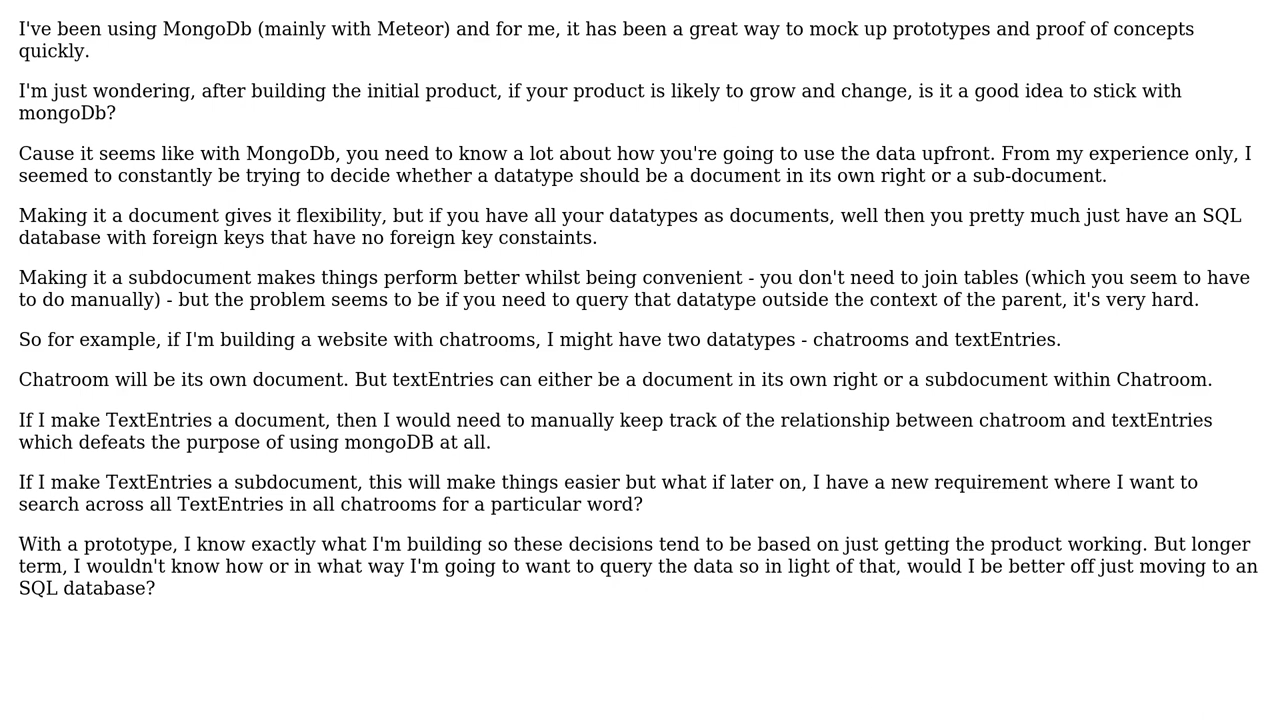 I've been using MongoDb (mainly with Meteor) and for me, it has been a great way to mock up prototypes and proof of concepts
quickly.
I'm just wondering, after building the initial product, if your product is likely to grow and change, is it a good idea to stick with
mongoDb?
Cause it seems like with MongoDb, you need to know a lot about how you're going to use the data upfront. From my experience only, I
seemed to constantly be trying to decide whether a datatype should be a document in its own right or a sub-document.
Making it a document gives it flexibility, but if you have all your datatypes as documents, well then you pretty much just have an SQL
database with foreign keys that have no foreign key constaints.
Making it a subdocument makes things perform better whilst being convenient - you don't need to join tables (which you seem to have
to do manually) - but the problem seems to be if you need to query that datatype outside the context of the parent, it's very hard.
So for example, if I'm building a website with chatrooms, I might have two datatypes - chatrooms and textEntries.
Chatroom will be its own document. But textEntries can either be a document in its own right or a subdocument within Chatroom.
If I make TextEntries a document, then I would need to manually keep track of the relationship between chatroom and textEntries
which defeats the purpose of using mongoDB at all.
If I make TextEntries a subdocument, this will make things easier but what if later on, I have a new requirement where I want to
search across all TextEntries in all chatrooms for a particular word?
With a prototype, I know exactly what I'm building so these decisions tend to be based on just getting the product working. But longer
term, I wouldn't know how or in what way I'm going to want to query the data so in light of that, would I be better off just moving to an
SQL database?